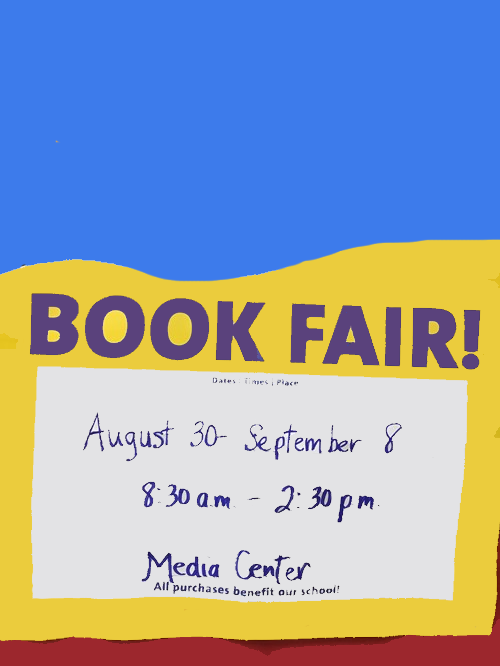 BOOK FAIR!
Dates, Times, Place
August 30- September 8
8:30 a.m. - 2:30 p.m.
Media Center
All purchases benefit our school!